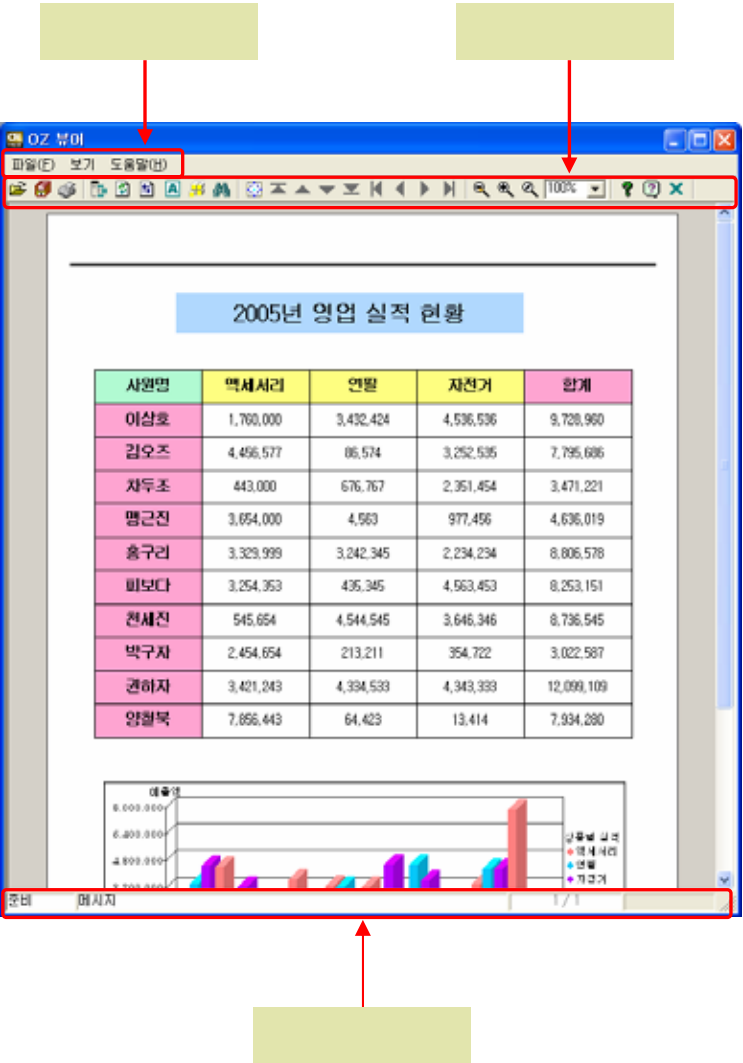 OZ 뷰어
파일(F) 보기 도움말(H)
100%
2005년 영업 실적 현황
사원명 액세서리 연필 자전거 합계
이상호 1,760,000 3,432,424 4,536,536 9,728,960
김오즈 4,456,577 86,574 3,252,535 7,795,686
차두조 443,000 676,767 2,351,454 3,471,221
맹근진 3,654,000 4,563 977,456 4,636,019
홍구리 3,329,999 3,242,345 2,234,234 8,806,578
피보다 3,254,353 435,345 4,563,453 8,253,151
천세진 545,654 4,544,545 3,646,346 8,736,545
박구자 2,454,654 213,211 354,722 3,022,587
권하자 3,421,243 4,334,533 4,343,333 12,099,109
양철북 7,856,443 64,423 13,414 7,934,280
매출액
8,000,000
6,400,000
4,800,000
상품별 실적
액세서리
연필
자전거
준비 메시지 1 / 1